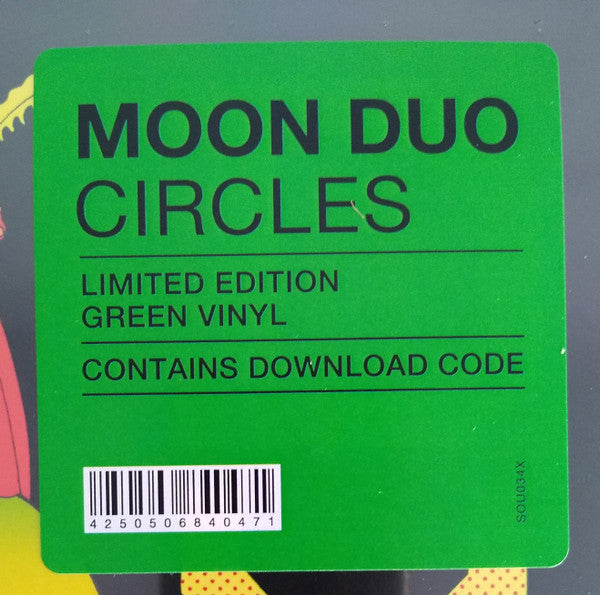 MOON DUO
CIRCLES
LIMITED EDITION
GREEN VINYL
CONTAINS DOWNLOAD CODE
4250506840471
SOU034X